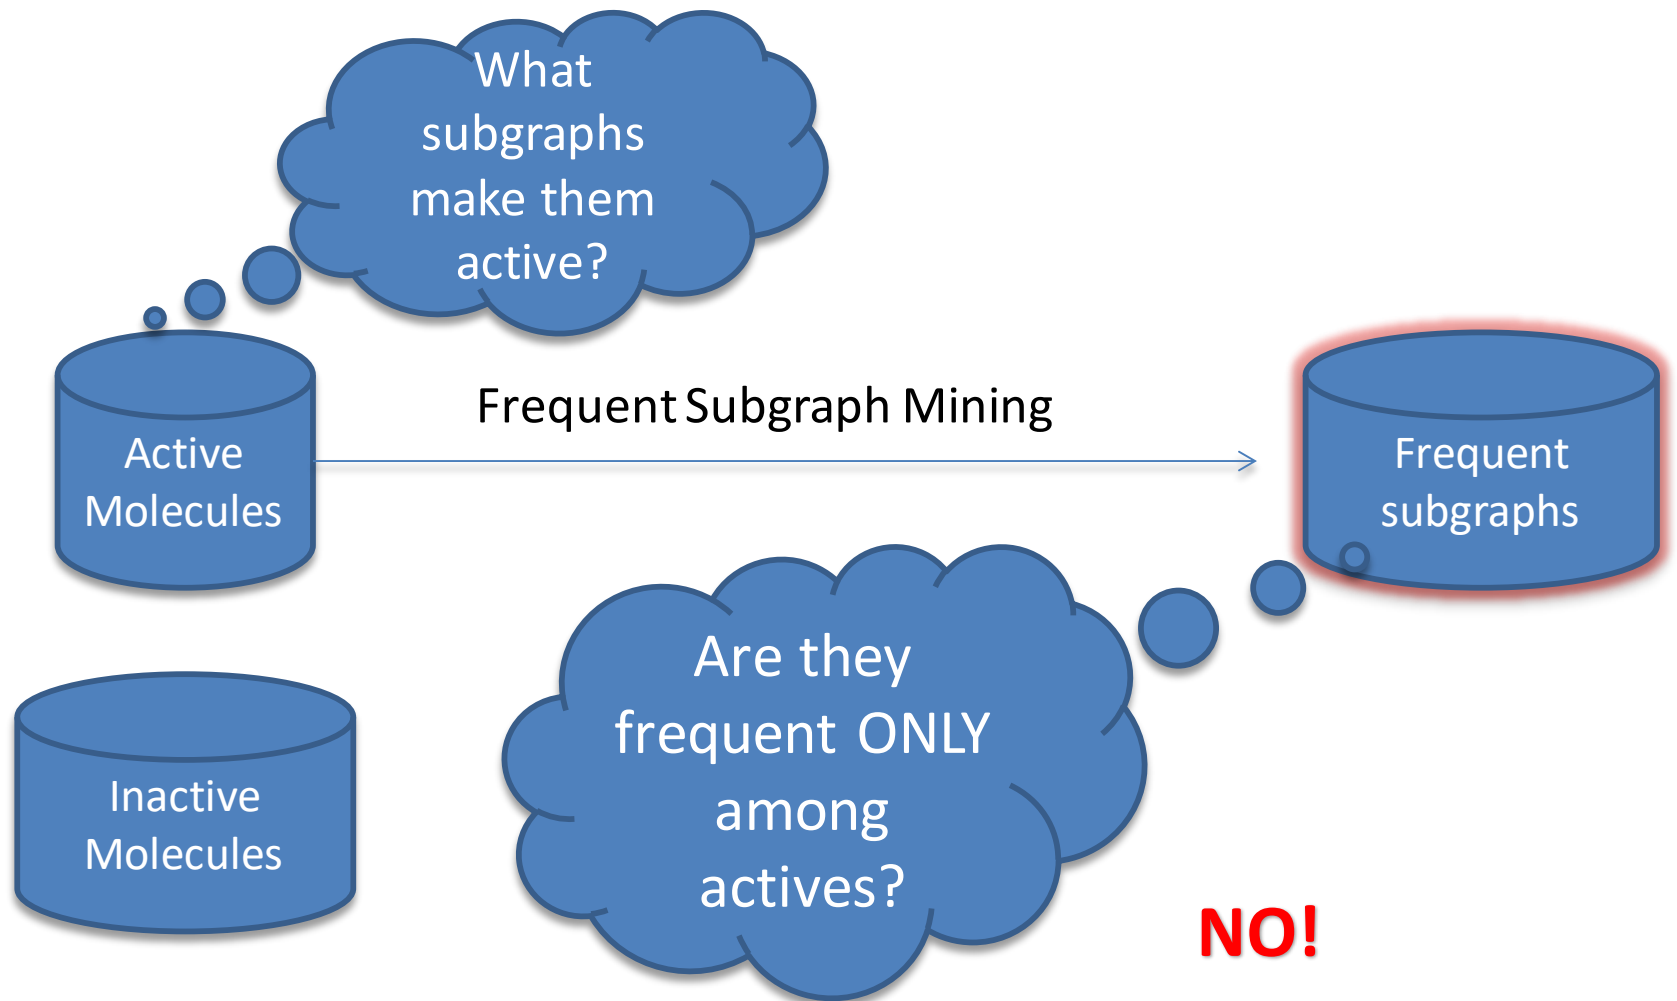 What
subgraphs
make them
active?
Frequent Subgraph Mining
Active
Molecules
Frequent
subgraphs
Are they
frequent ONLY
among
actives?
Inactive
Molecules
NO!